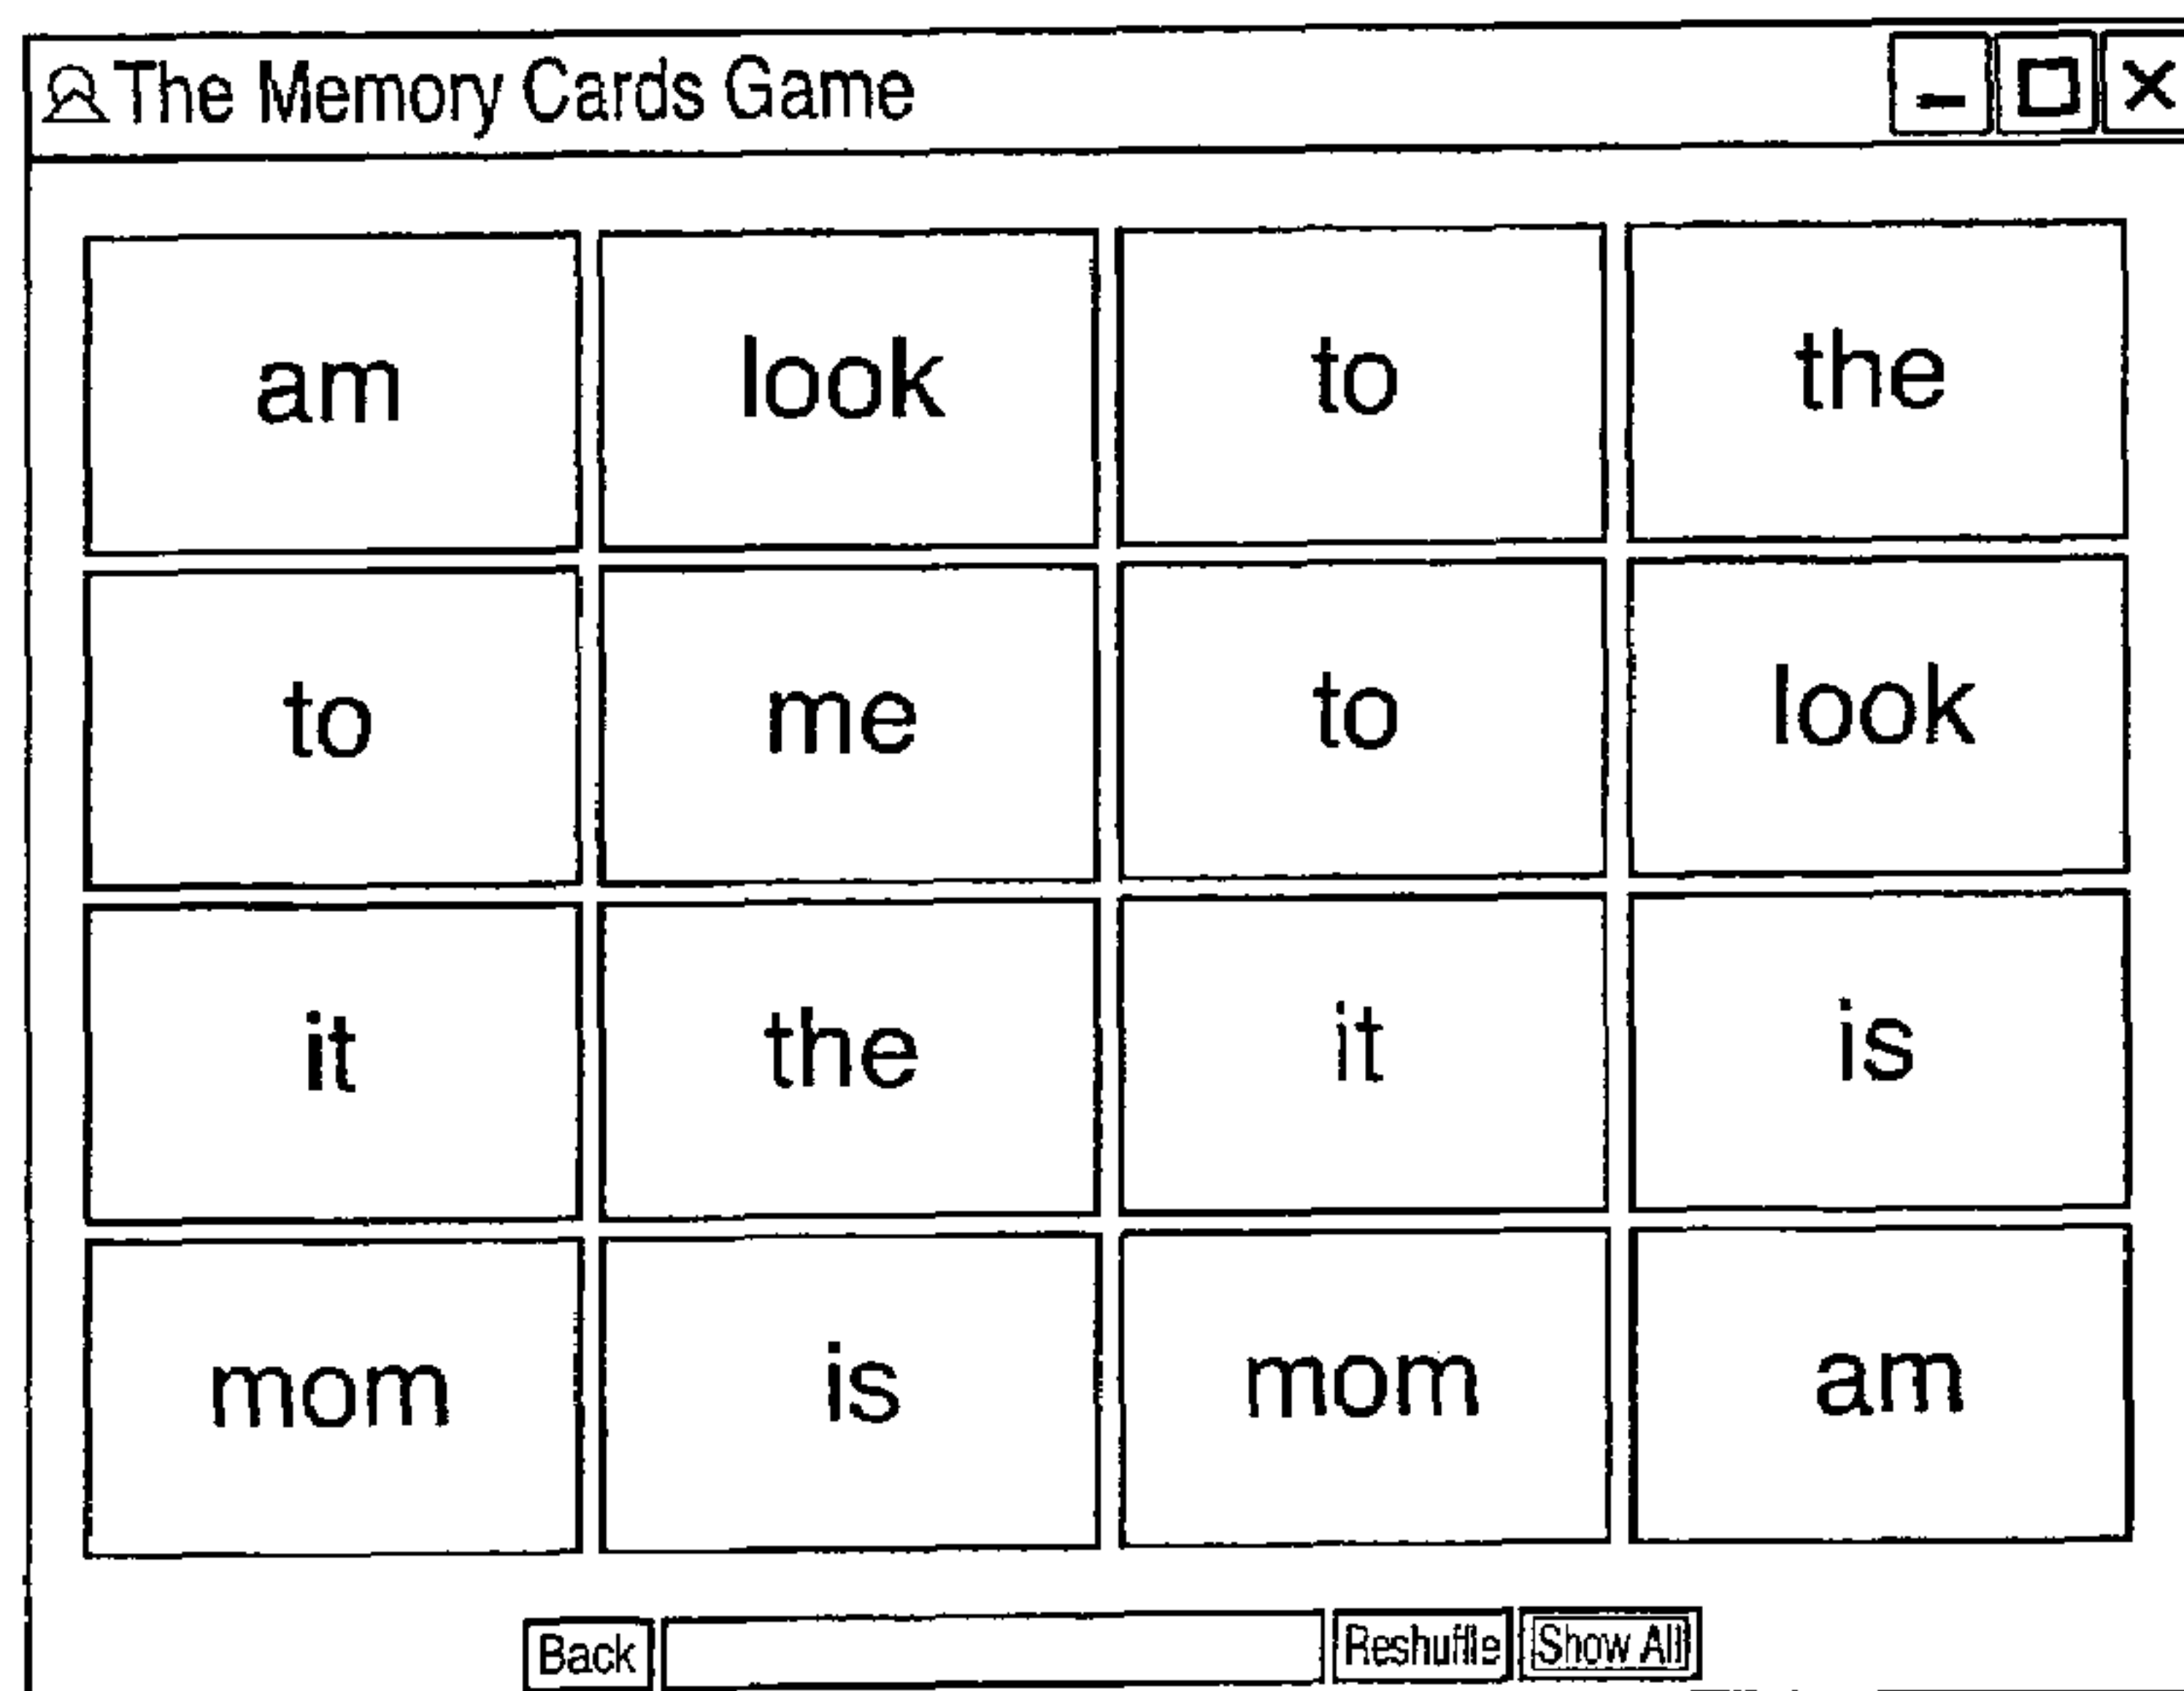 The Memory Cards Game
am look to the
to me to look
it the it is
mom is mom am
Back Reshuffle Show All